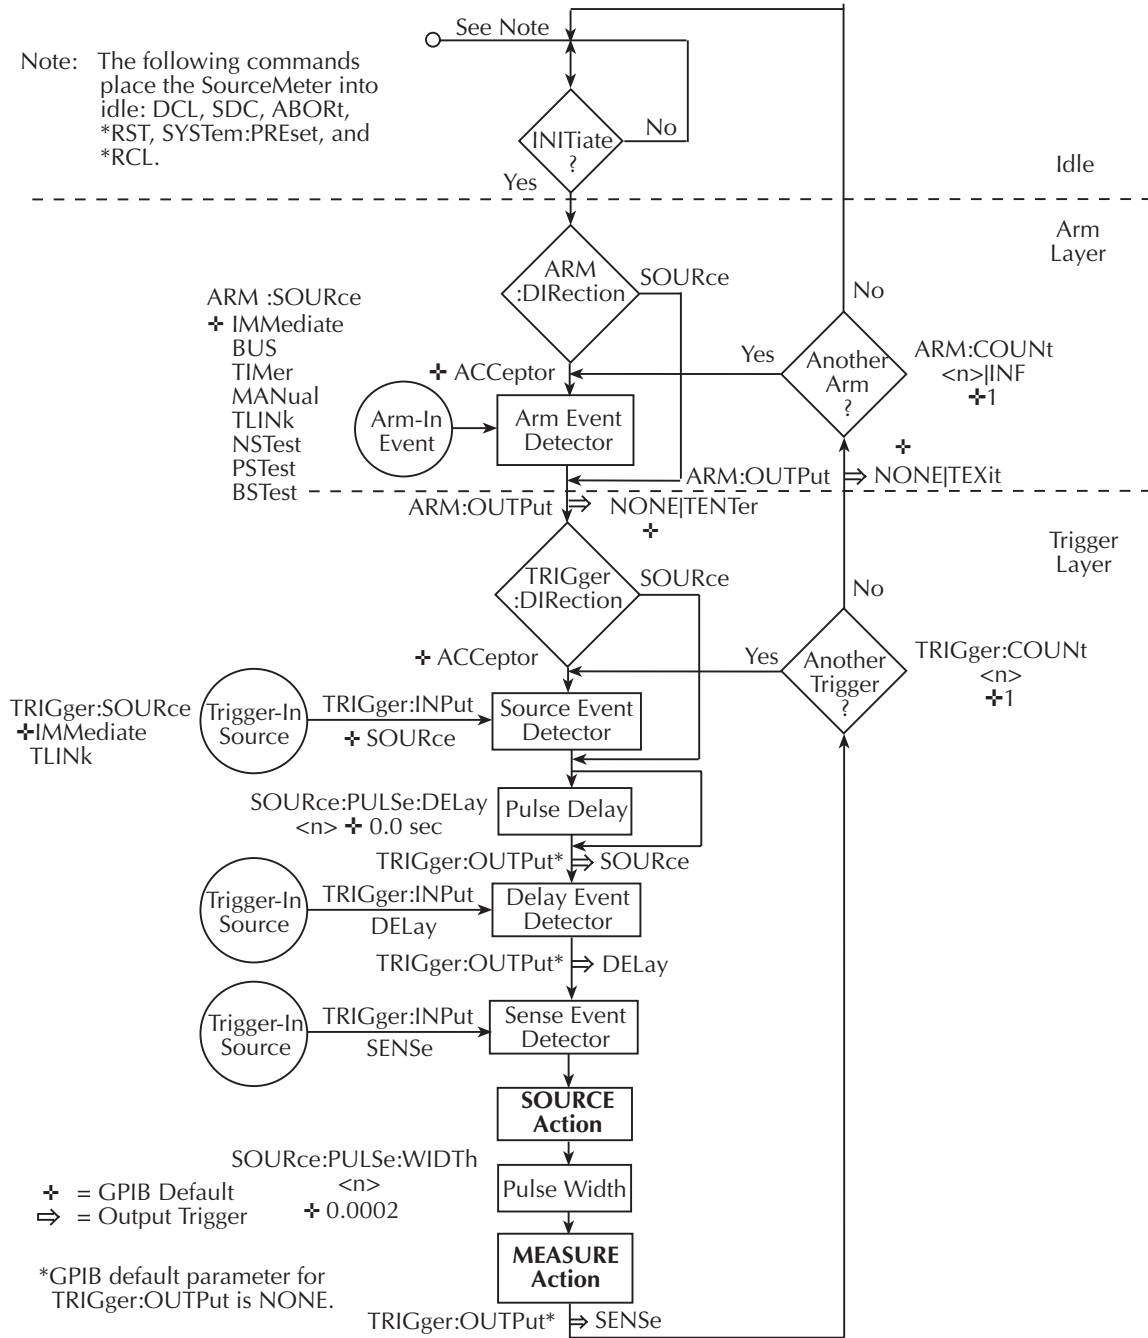 See Note
Note: The following commands
place the SourceMeter into
idle: DCL, SDC, ABORt,
*RST, SYSTem:PREset, and
*RCL.
INITiate
?
No
Yes
Idle
Arm
Layer
ARM
:DIRection
SOURce
ARM :SOURce
✛ IMMediate
BUS
TIMer
MANual
TLINk
NSTest
PSTest
BSTest
✛ ACCeptor
Arm-In
Event
Arm Event
Detector
No
Yes
Another
Arm
?
ARM:COUNt
<n>|INF
✛1
✛
ARM:OUTPut ⇒ NONE|TEXit
ARM:OUTPut ⇒ NONE|TENTer
✛
Trigger
Layer
TRIGger
:DIRection
SOURce
✛ ACCeptor
No
Yes
Another
Trigger
?
TRIGger:COUNt
<n>
✛1
TRIGger:SOURce
✛IMMediate
TLINk
Trigger-In
Source
TRIGger:INPut
✛ SOURce
Source Event
Detector
SOURce:PULSe:DELay
<n> ✛ 0.0 sec
Pulse Delay
TRIGger:OUTPut* ⇒ SOURce
Trigger-In
Source
TRIGger:INPut
DELay
Delay Event
Detector
TRIGger:OUTPut* ⇒ DELay
Trigger-In
Source
TRIGger:INPut
SENSe
Sense Event
Detector
SOURCE
Action
SOURce:PULSe:WIDTh
<n>
✛ 0.0002
Pulse Width
✛ = GPIB Default
⇒ = Output Trigger
MEASURE
Action
*GPIB default parameter for
TRIGger:OUTPut is NONE.
TRIGger:OUTPut* ⇒ SENSe